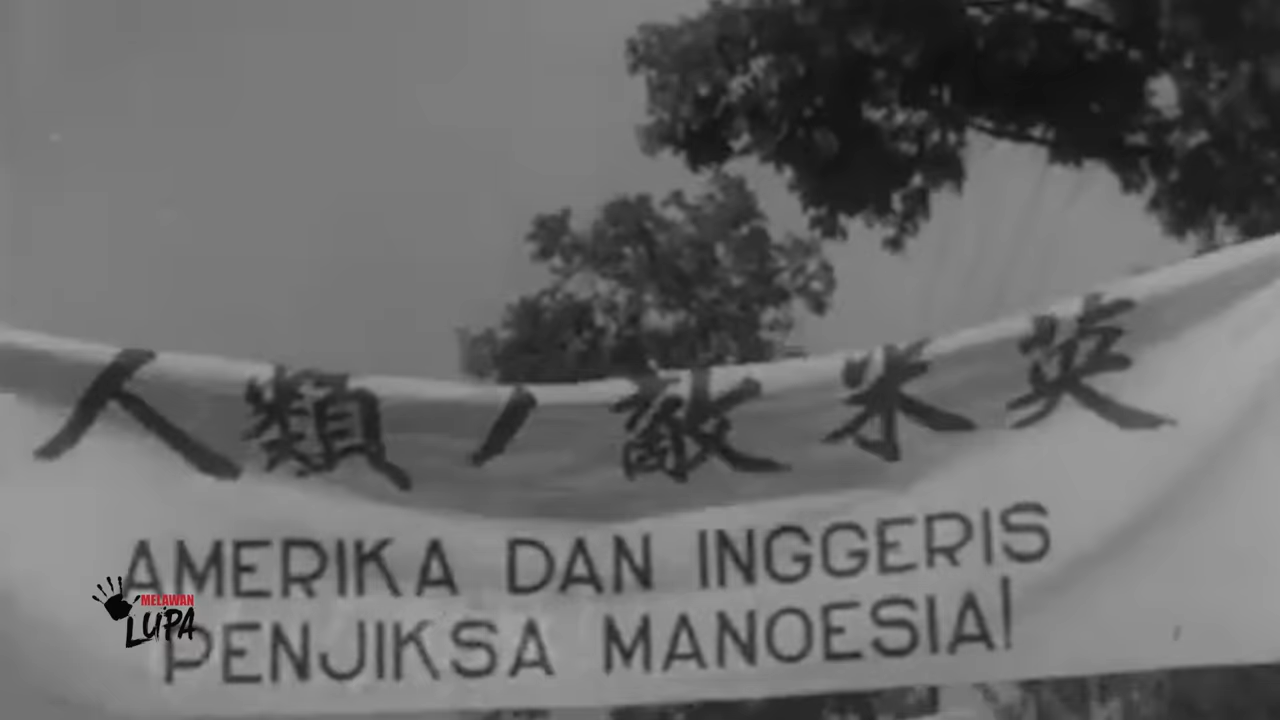 人類ノ敵米英
AMERIKA DAN INGGERIS
PENJIKSA MANOESIA!
MELAWAN
LUPA